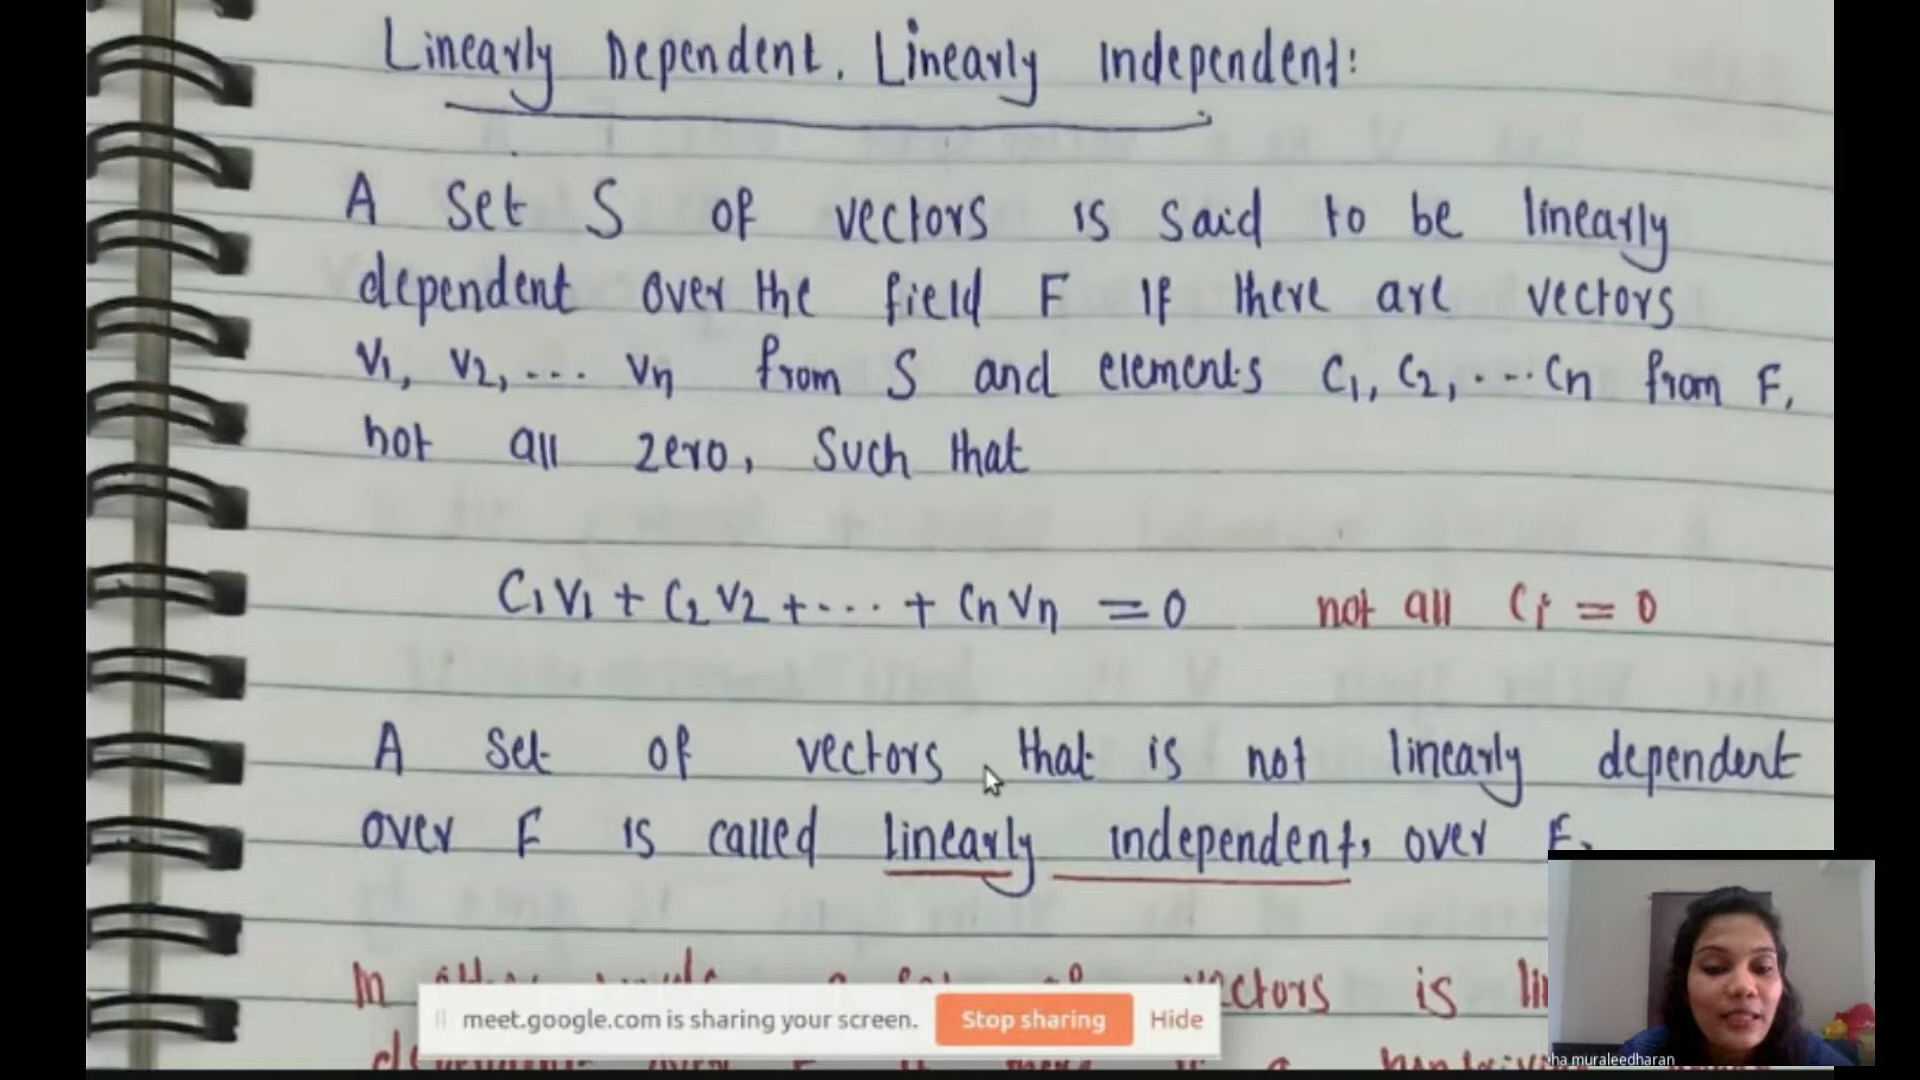 Linearly Dependent. Linearly Independent:
A set S of vectors is said to be linearly
dependent over the field F if there are vectors
v1, v2,... vn from S and elements c1, c2,...cn from F,
not all zero, such that
C1V1 + C2V2 +... + CnVn = 0 not all Ci = 0
A set of vectors that is not linearly dependent
over F is called linearly independent, over F.
In vectors is
meet.google.com is sharing your screen. Stop sharing Hide
ha muraleedharan